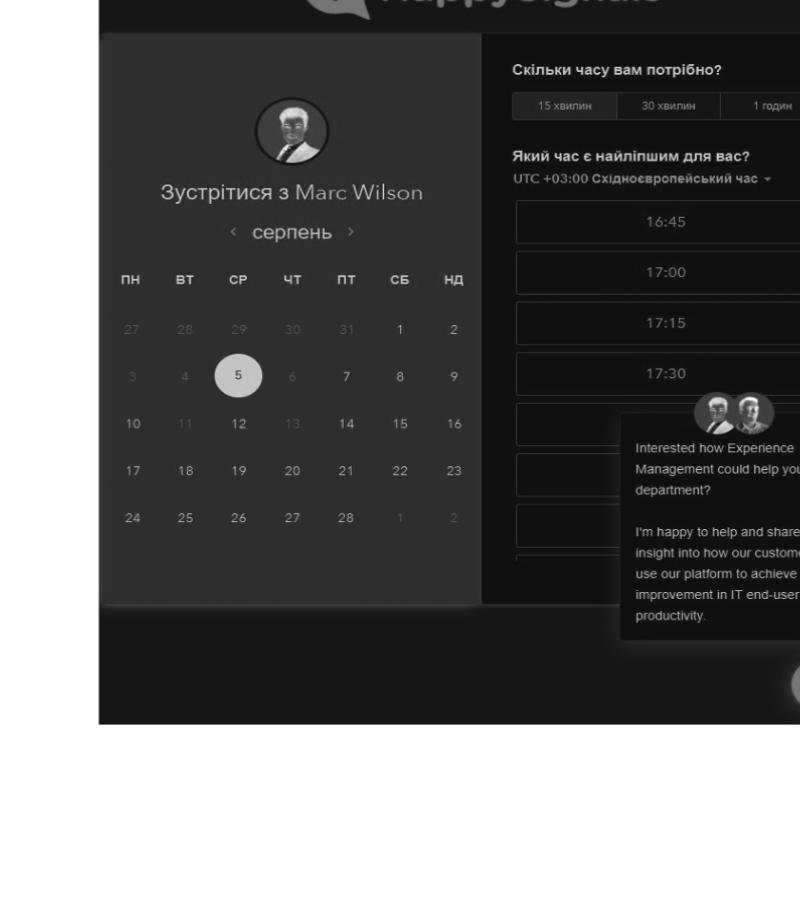 HappySignals
Зустрітися з Marc Wilson
серпень
ПН ВТ СР ЧТ ПТ СБ НД
27 28 29 30 31 1 2
3 4 5 6 7 8 9
10 11 12 13 14 15 16
17 18 19 20 21 22 23
24 25 26 27 28 1 2
Скільки часу вам потрібно?
15 хвилин 30 хвилин 1 годин
Який час є найліпшим для вас?
UTC +03:00 Східноєвропейський час
16:45
17:00
17:15
17:30
Interested how Experience
Management could help you
department?
I'm happy to help and share
insight into how our custome
use our platform to achieve
improvement in IT end-user
productivity.